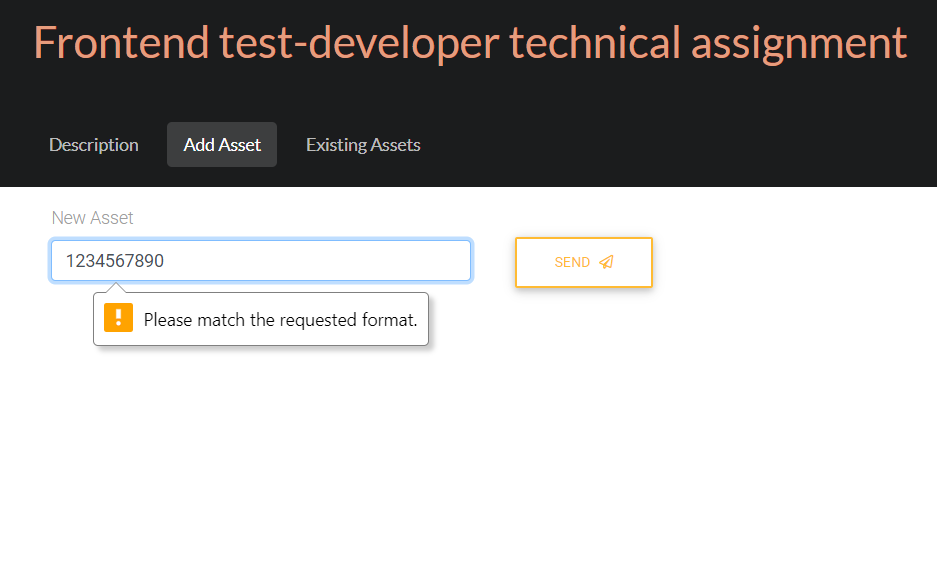 Frontend test-developer technical assignment
Description Add Asset Existing Assets
New Asset
1234567890 SEND
Please match the requested format.